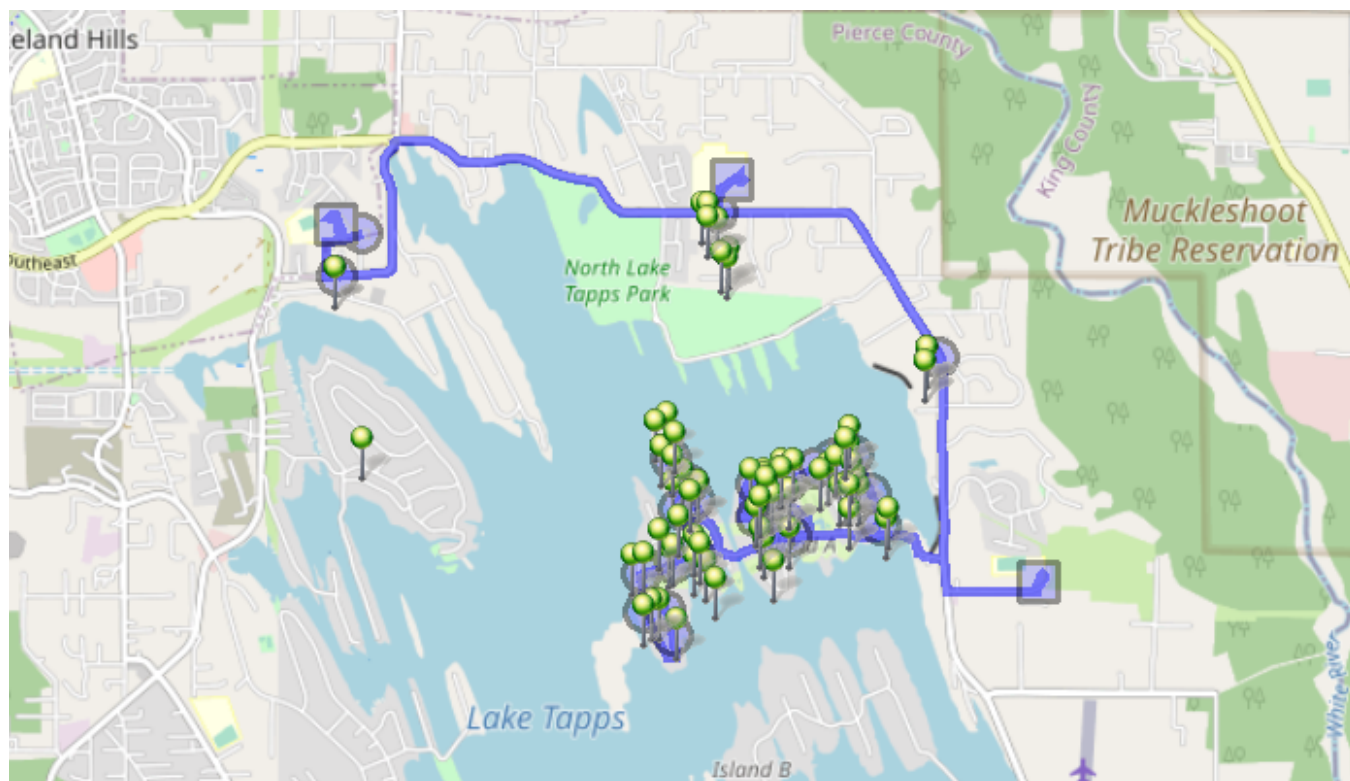 eland Hills
Pierce County
King County
Muckleshoot
Tribe Reservation
outheast
North Lake
Tapps Park
A
Lake Tapps
White River
Island B